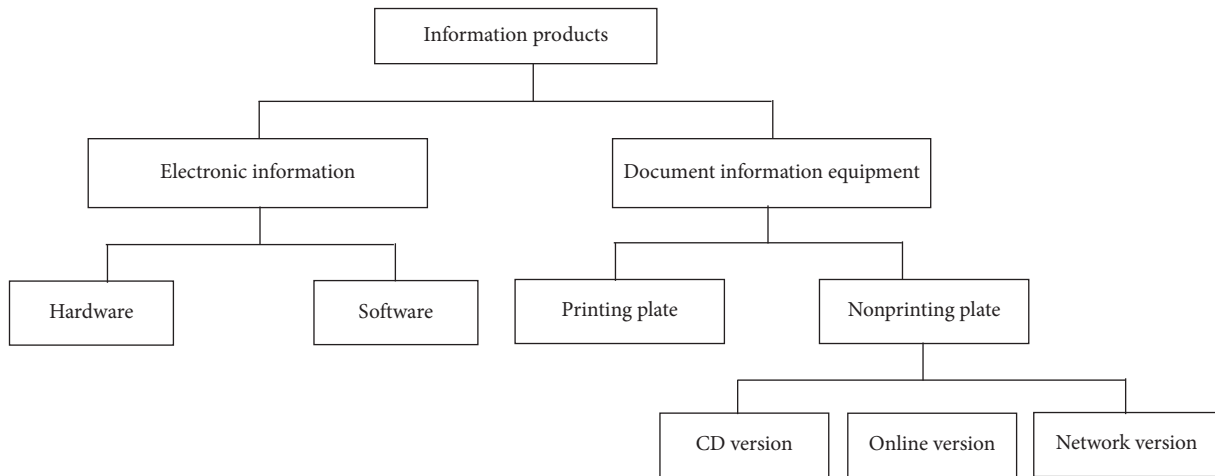 Information products
Electronic information
Document information equipment
Hardware
Software
Printing plate
Nonprinting plate
CD version
Online version
Network version